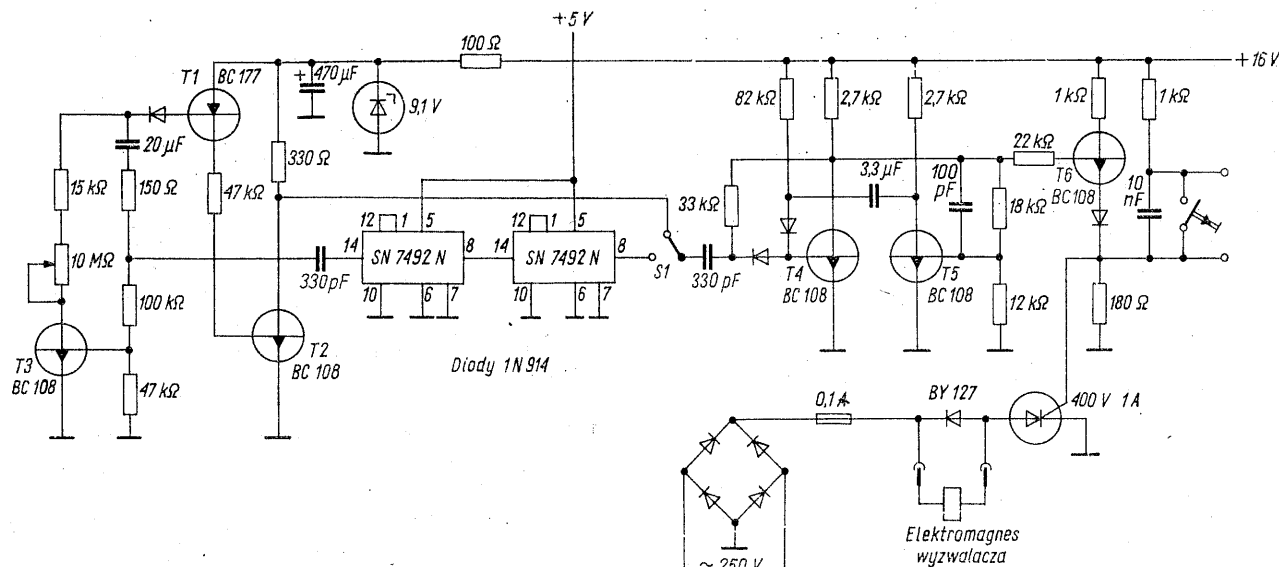 +5 V
100 Ω
+16 V
T1
BC 177
+
470 μF
9,1 V
82 kΩ
2,7 kΩ
2,7 kΩ
1 kΩ
1 kΩ
20 μF
330 Ω
22 kΩ
T6
BC 108
10
nF
15 kΩ
150 Ω
47 kΩ
3,3 μF
100
pF
33 kΩ
18 kΩ
12
1
5
12
1
5
14
SN 7492 N
8
14
SN 7492 N
8
S1
10 MΩ
330 pF
10
6
7
10
6
7
330 pF
T4
BC 108
T5
BC 108
12 kΩ
180 Ω
100 kΩ
T3
BC 108
T2
BC 108
47 kΩ
Diody 1N 914
0,1 A
BY 127
400 V 1 A
Elektromagnes
wyzwalacza
~ 250 V